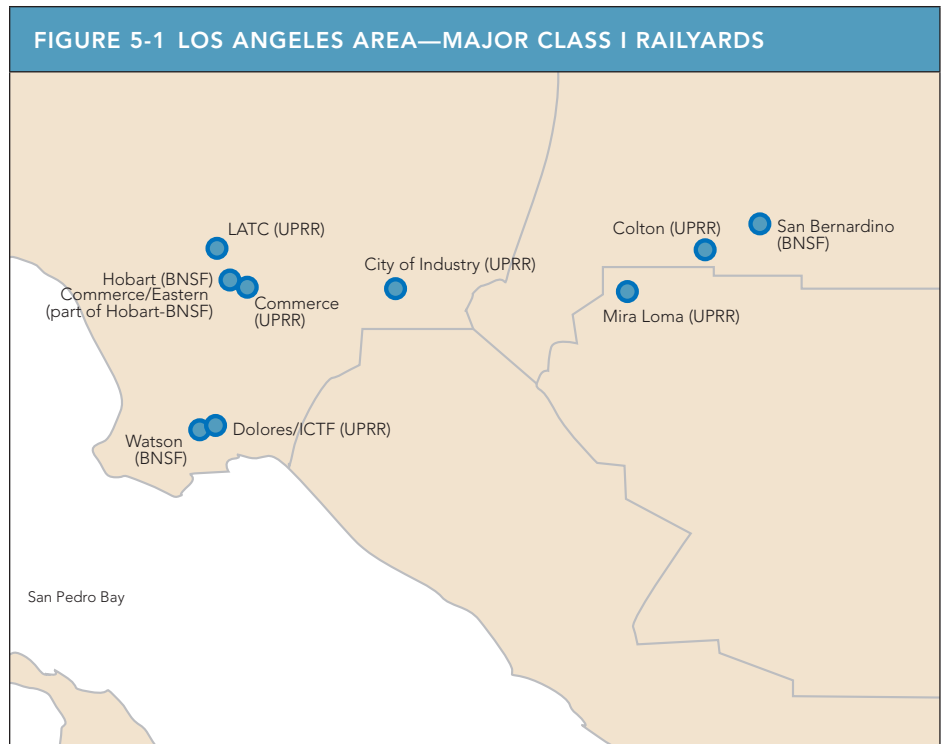 FIGURE 5-1 LOS ANGELES AREA—MAJOR CLASS I RAILYARDS
LATC (UPRR)
Hobart (BNSF)
Commerce/Eastern
(part of Hobart-BNSF)
Commerce
(UPRR)
City of Industry (UPRR)
Colton (UPRR)
San Bernardino
(BNSF)
Mira Loma (UPRR)
Watson
(BNSF)
Dolores/ICTF (UPRR)
San Pedro Bay